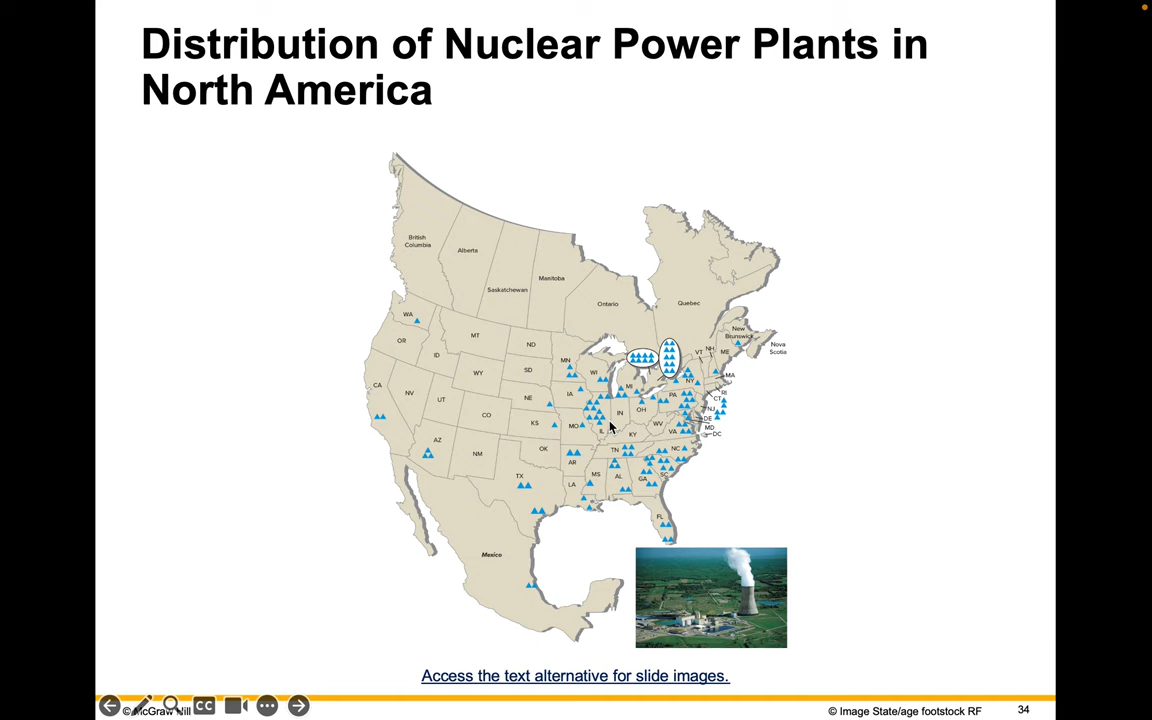 Distribution of Nuclear Power Plants in
North America
British
Columbia
Alberta
Saskatchewan
Manitoba
Ontario
Quebec
New
Brunswick
Nova
Scotia
WA
MT
ND
MN
OR
ID
SD
WI
MI
VT
NH
ME
WY
NY
MA
RI
CT
CA
NV
UT
NE
IA
PA
NJ
CO
KS
MO
IL
IN
OH
WV
DE
MD
DC
VA
KY
AZ
NM
OK
AR
TN
NC
SC
TX
LA
MS
AL
GA
FL
Mexico
Access the text alternative for slide images.
CC
© McGraw Hill
© Image State/age footstock RF
34